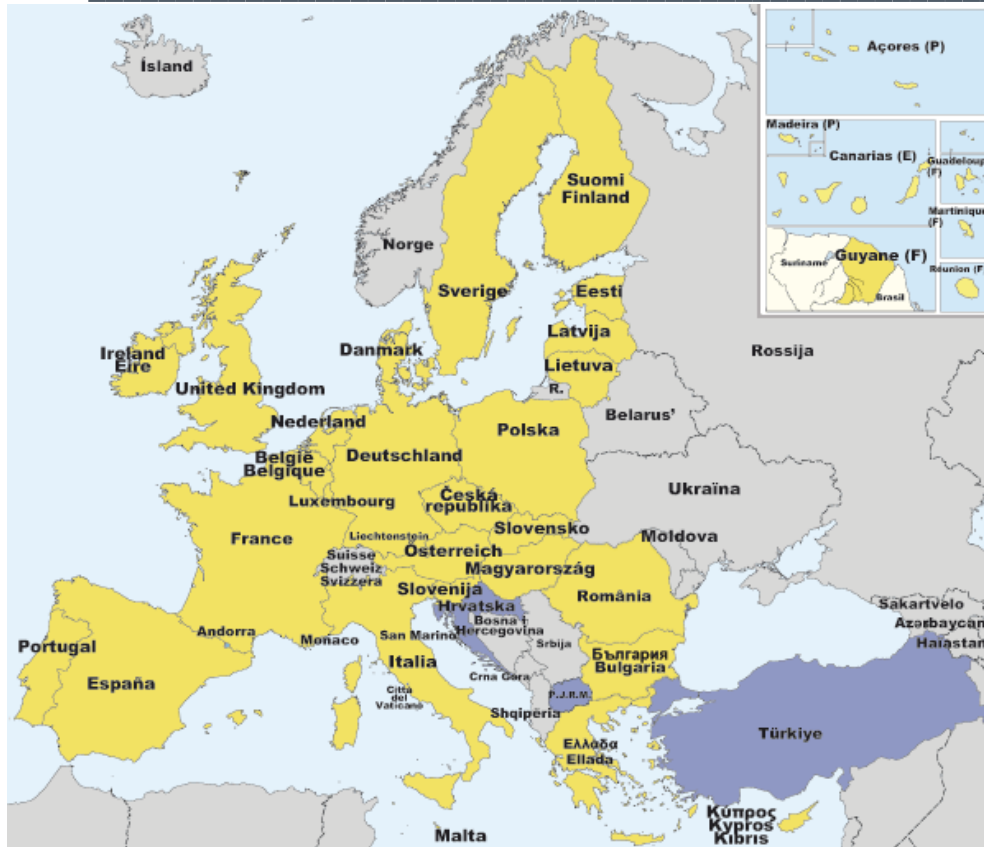 Ísland
Açores (P)
Madeira (P)
Canarias (E)
Guadeloup
(F)
Martinique
(F)
Guyane (F)
Suriname
Brasil
Réunion (F
Suomi
Finland
Norge
Sverige
Eesti
Latvija
Lietuva
R.
Danmark
Rossija
Ireland
Éire
United Kingdom
Nederland
Belarus'
Polska
België
Belgique
Deutschland
Luxembourg
Česká
republika
Ukraïna
Slovensko
France
Liechtenstein
Moldova
Suisse
Schweiz
Svizzera
Österreich
Magyarország
Slovenija
România
Hrvatska
Bosna i
Hercegovina
Srbija
Sakartvelo
Azərbaycan
Haïastan
Portugal
Andorra
Monaco
San Marino
España
Italia
България
Bulgaria
Crna Gora
Città
del
Vaticano
P.J.R.M.
Shqipëria
Türkiye
Ελλάδα
Ellada
Κύπρος
Kypros
Kıbrıs
Malta